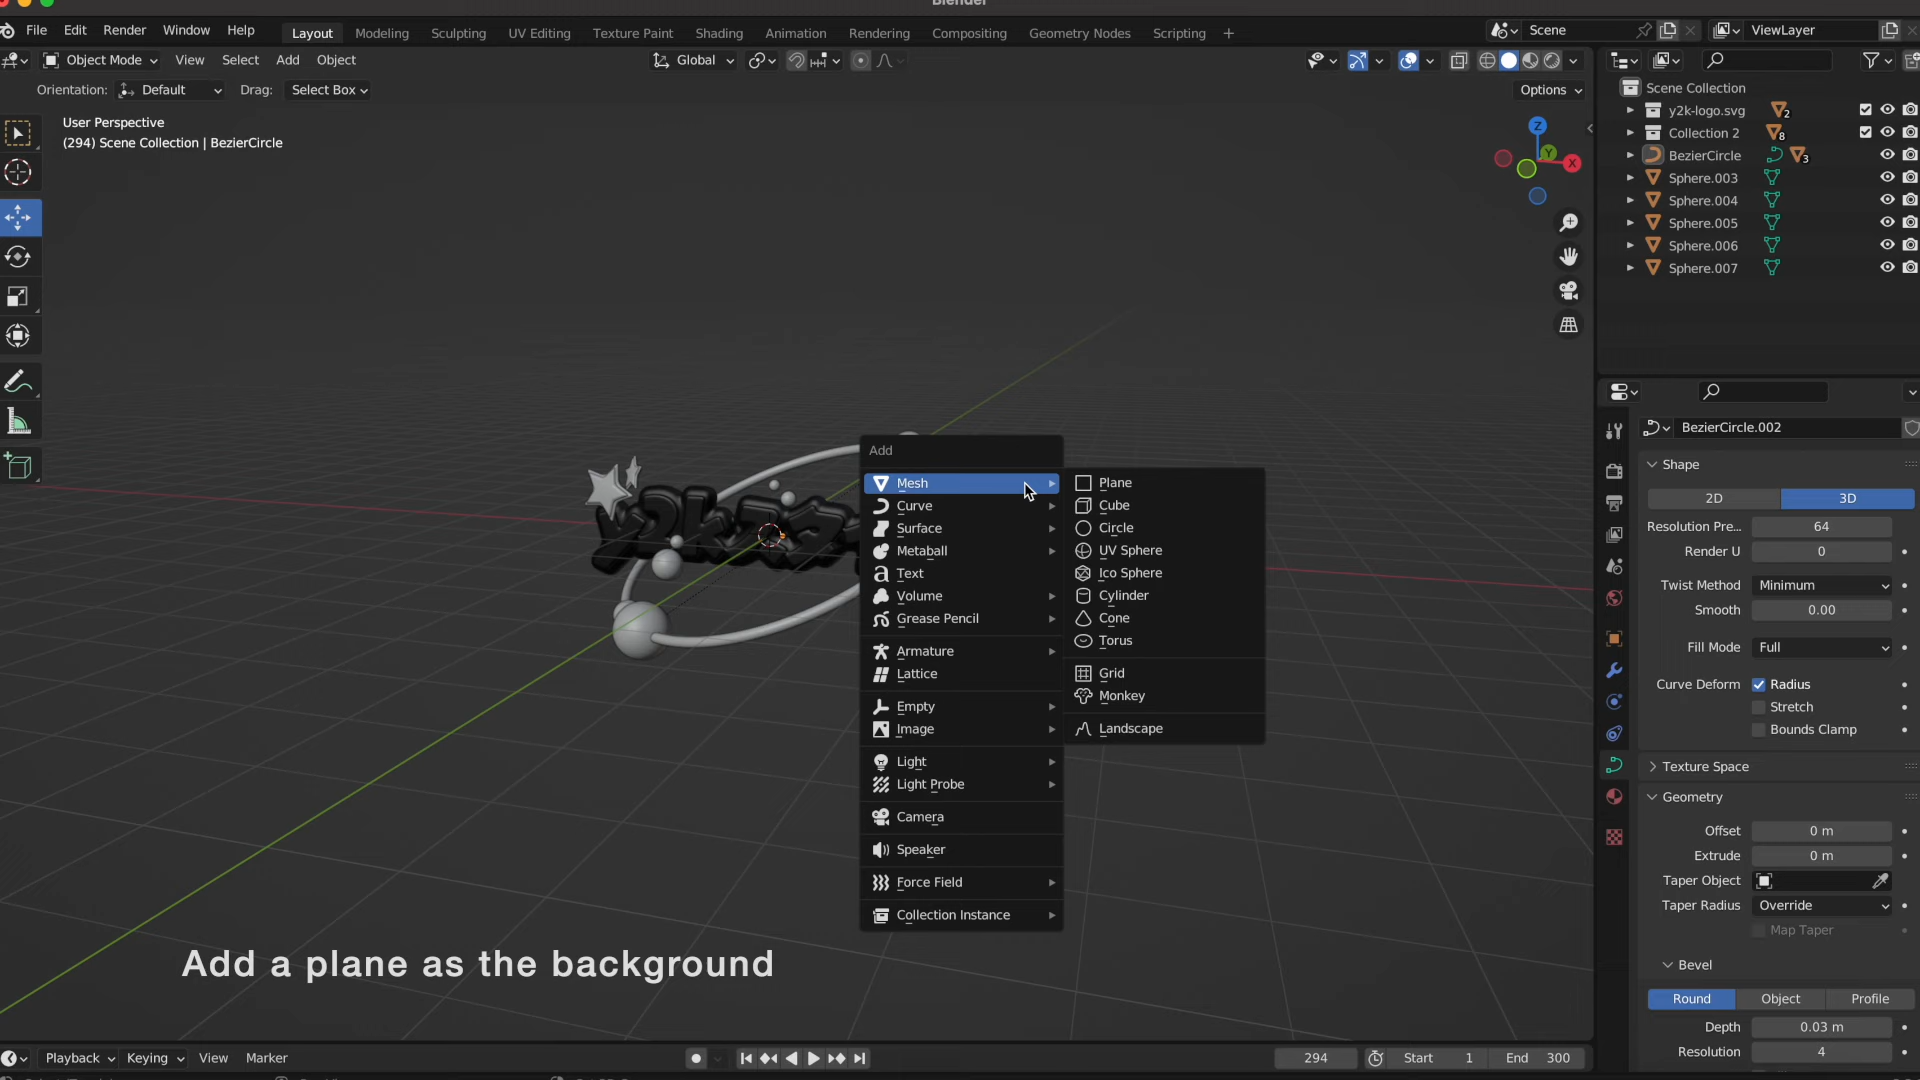 Blender
File Edit Render Window Help Layout Modeling Sculpting UV Editing Texture Paint Shading Animation Rendering Compositing Geometry Nodes Scripting + Scene ViewLayer
Object Mode View Select Add Object Global
Orientation: Default Drag: Select Box Options
User Perspective
(294) Scene Collection | BezierCircle
Z
Y
X
Scene Collection
y2k-logo.svg 2
Collection 2 8
BezierCircle 3
Sphere.003
Sphere.004
Sphere.005
Sphere.006
Sphere.007
Add
Mesh
Curve
Surface
Metaball
Text
Volume
Grease Pencil
Armature
Lattice
Empty
Image
Light
Light Probe
Camera
Speaker
Force Field
Collection Instance
Plane
Cube
Circle
UV Sphere
Ico Sphere
Cylinder
Cone
Torus
Grid
Monkey
Landscape
BezierCircle.002
Shape
2D 3D
Resolution Pre... 64
Render U 0
Twist Method Minimum
Smooth 0.00
Fill Mode Full
Curve Deform Radius
Stretch
Bounds Clamp
Texture Space
Geometry
Offset 0 m
Extrude 0 m
Taper Object
Taper Radius Override
Map Taper
Bevel
Round Object Profile
Depth 0.03 m
Resolution 4
Add a plane as the background
Playback Keying View Marker 294 Start 1 End 300